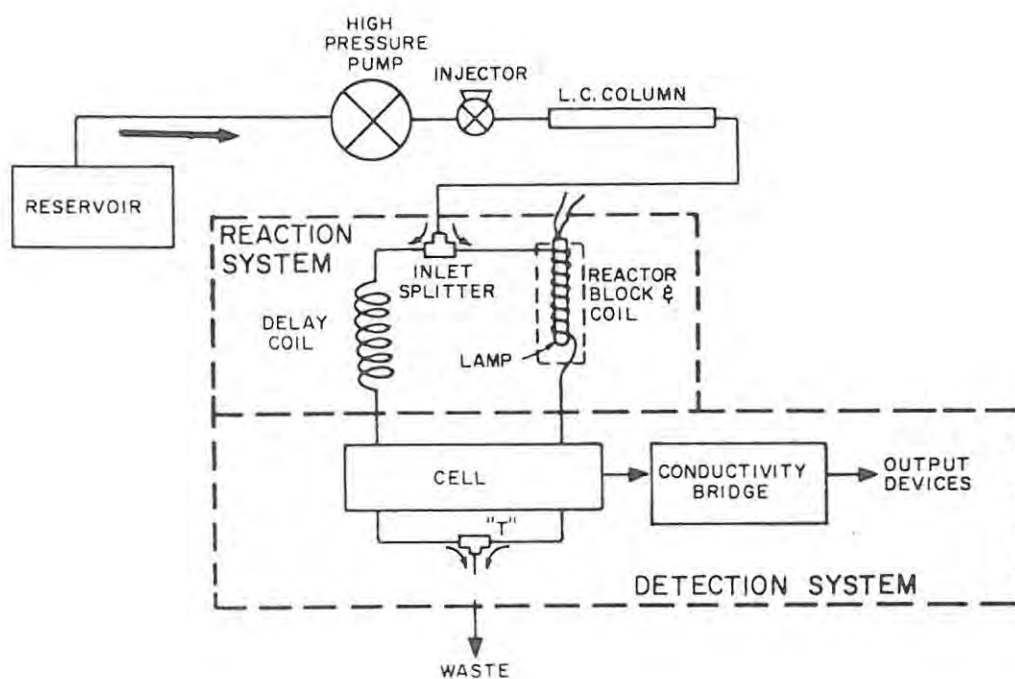 HIGH
PRESSURE
PUMP
INJECTOR
L.C. COLUMN
RESERVOIR
REACTION
SYSTEM
INLET
SPLITTER
REACTOR
BLOCK &
COIL
DELAY
COIL
LAMP
CELL
CONDUCTIVITY
BRIDGE
OUTPUT
DEVICES
"T"
DETECTION SYSTEM
WASTE